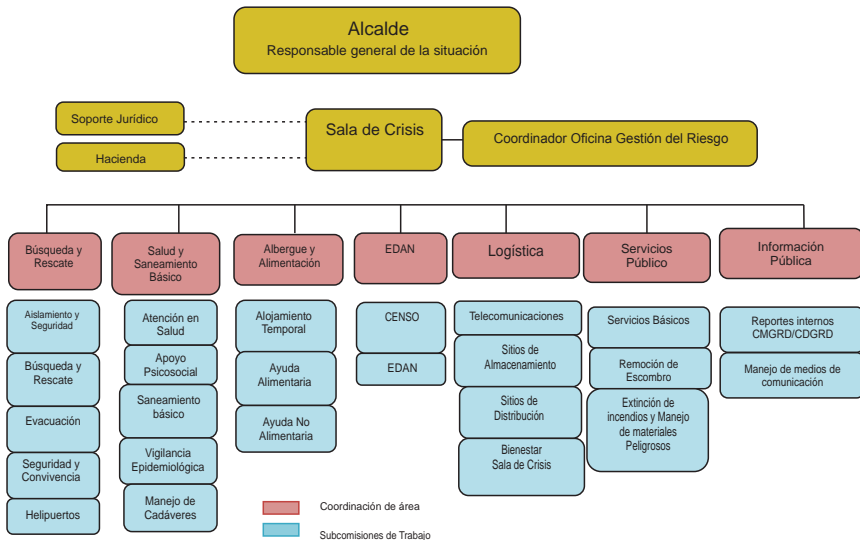 Alcalde
Responsable general de la situación
Soporte Jurídico
Hacienda
Sala de Crisis
Coordinador Oficina Gestión del Riesgo
Búsqueda y
Rescate
Salud y
Saneamiento
Básico
Albergue y
Alimentación
EDAN
Logística
Servicios
Público
Información
Pública
Aislamiento y
Seguridad
Búsqueda y
Rescate
Evacuación
Seguridad y
Convivencia
Helipuertos
Atención en
Salud
Apoyo
Psicosocial
Saneamiento
básico
Vigilancia
Epidemiológica
Manejo de
Cadáveres
Alojamiento
Temporal
Ayuda
Alimentaria
Ayuda No
Alimentaria
CENSO
EDAN
Telecomunicaciones
Sitios de
Almacenamiento
Sitios de
Distribución
Bienestar
Sala de Crisis
Servicios Básicos
Remoción de
Escombro
Extinción de
incendios y Manejo
de materiales
Peligrosos
Reportes internos
CMGRD/CDGRD
Manejo de medios de
comunicación
Coordinación de área
Subcomisiones de Trabajo